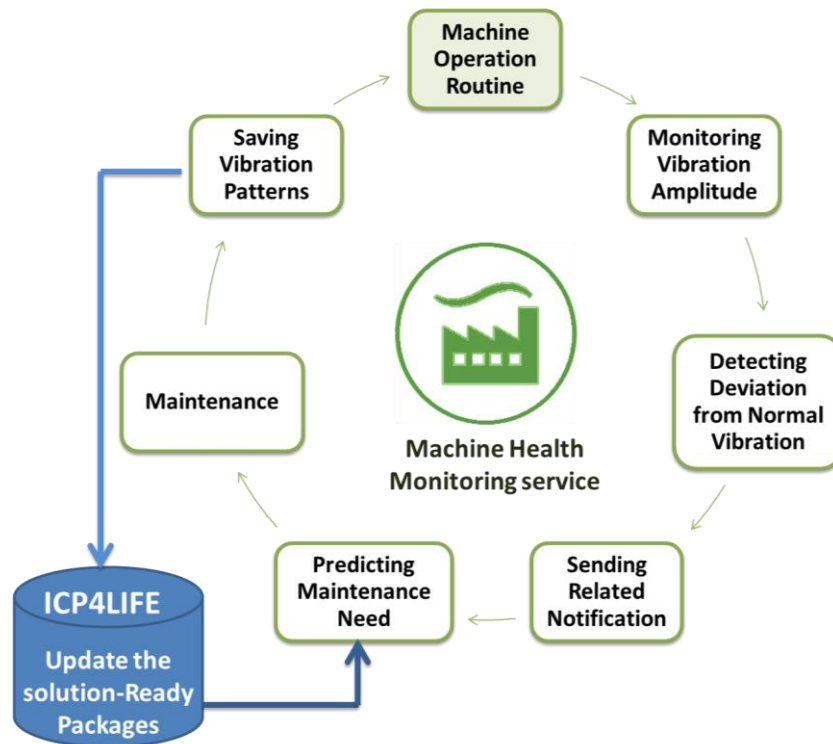 Machine
Operation
Routine
Saving
Vibration
Patterns
Monitoring
Vibration
Amplitude
Maintenance
Detecting
Deviation
from Normal
Vibration
Machine Health
Monitoring service
Predicting
Maintenance
Need
Sending
Related
Notification
ICP4LIFE
Update the
solution-Ready
Packages